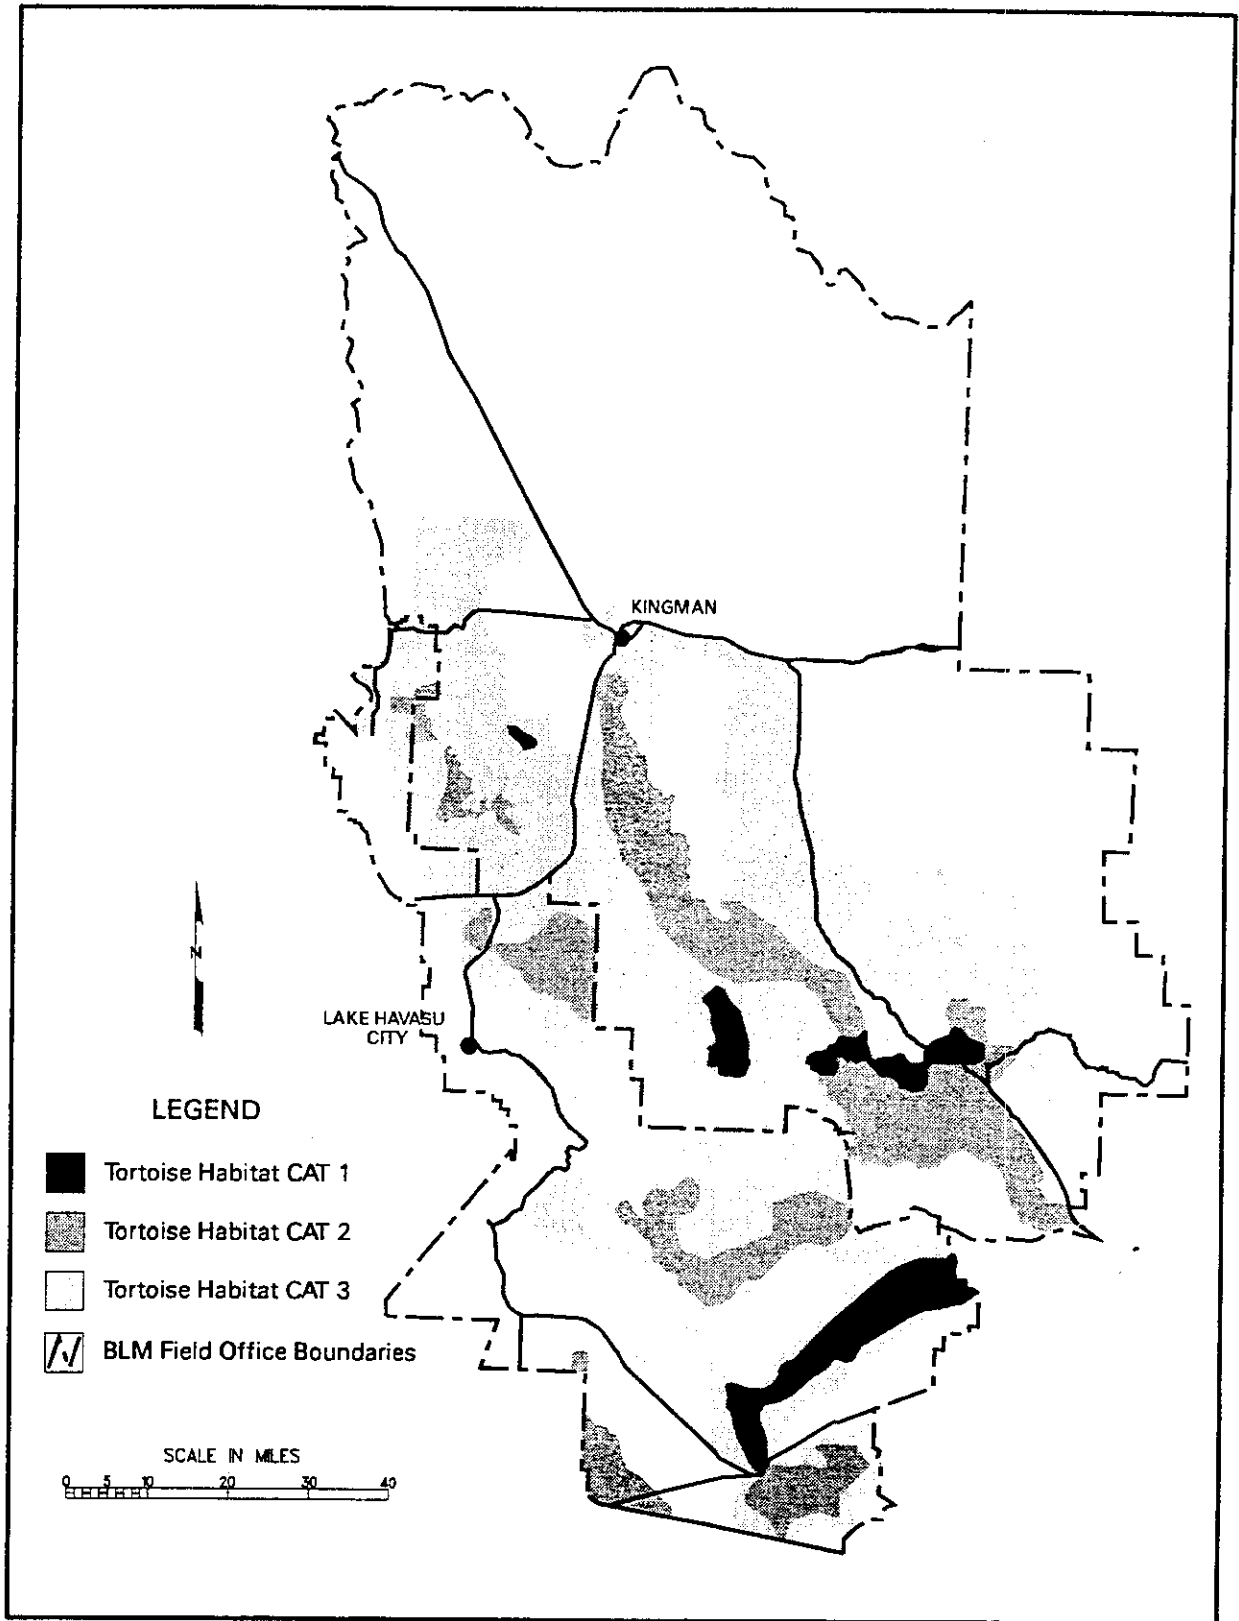 KINGMAN
N
LAKE HAVASU
CITY
LEGEND
Tortoise Habitat CAT 1
Tortoise Habitat CAT 2
Tortoise Habitat CAT 3
BLM Field Office Boundaries
SCALE IN MILES
0 5 10 20 30 40